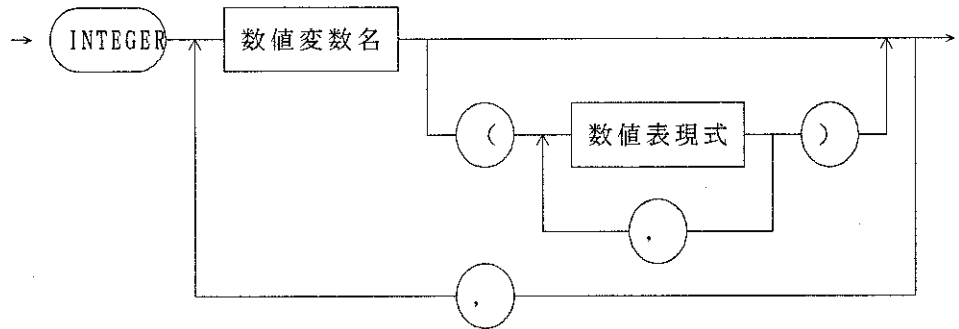 INTEGER 数値変数名
( 数値表現式 )
,
,